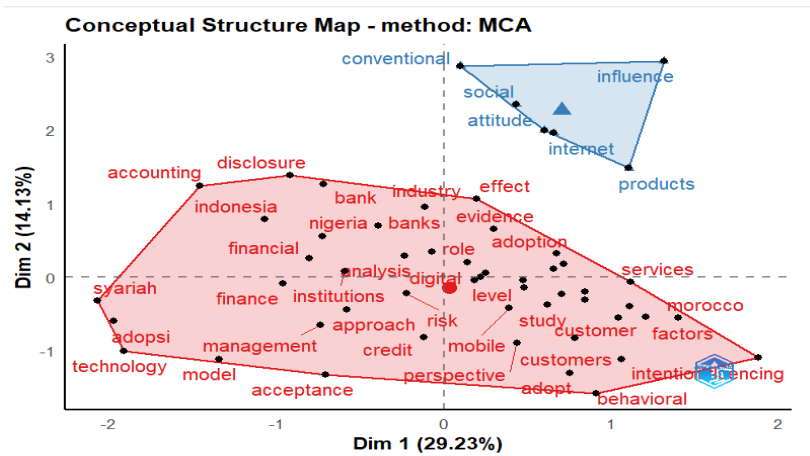 Conceptual Structure Map - method: MCA
3
2
1
0
-1
Dim 2 (14.13%)
conventional
influence
social
attitude
internet
products
disclosure
accounting
bank
industry
effect
indonesia
nigeria
banks
evidence
financial
role
adoption
analysis
digital
services
syariah
finance
institutions
level
morocco
adopsi
approach
risk
study
customer
factors
management
credit
mobile
technology
model
perspective
customers
intention
influencing
acceptance
adopt
behavioral
-2
-1
0
1
2
Dim 1 (29.23%)